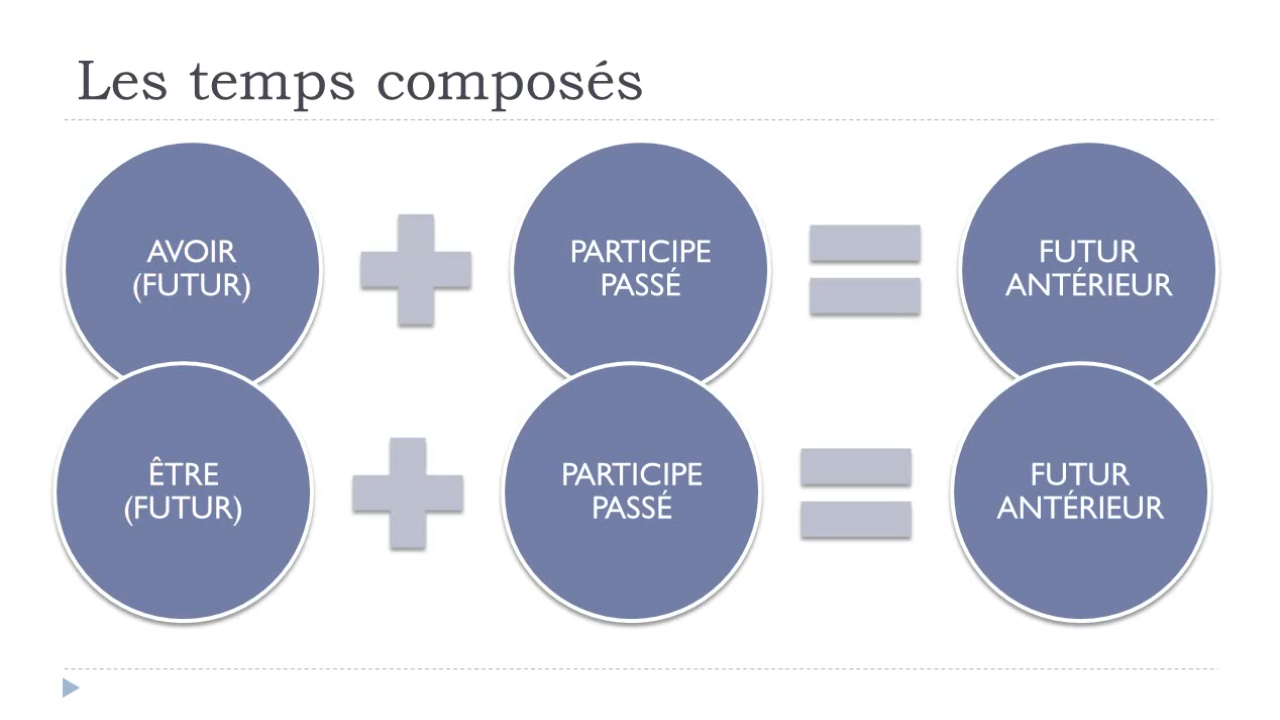 Les temps composés
AVOIR
(FUTUR)
PARTICIPE
PASSÉ
FUTUR
ANTÉRIEUR
ÊTRE
(FUTUR)
PARTICIPE
PASSÉ
FUTUR
ANTÉRIEUR